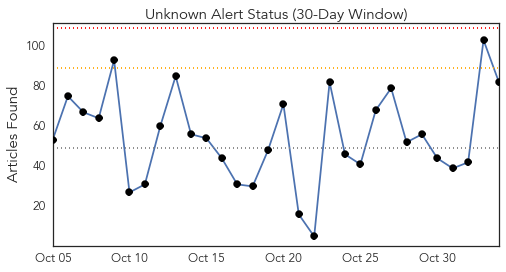 Unknown Alert Status (30-Day Window)
Articles Found
100
80
60
40
20
Oct 05 Oct 10 Oct 15 Oct 20 Oct 25 Oct 30